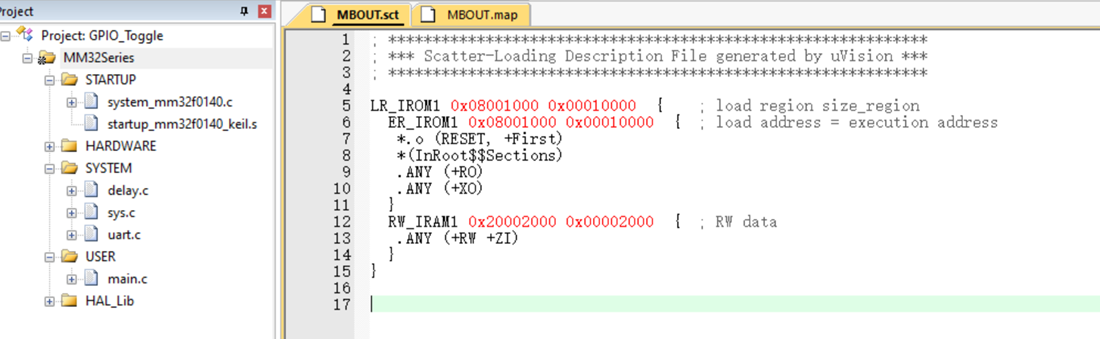 Project
Project: GPIO_Toggle
MM32Series
STARTUP
system_mm32f0140.c
startup_mm32f0140_keil.s
HARDWARE
SYSTEM
delay.c
sys.c
uart.c
USER
main.c
HAL_Lib
MBOUT.sct
MBOUT.map
1 ; *************************************************************
2 ; *** Scatter-Loading Description File generated by uVision ***
3 ; *************************************************************
4
5 LR_IROM1 0x08001000 0x00010000  {    ; load region size_region
6   ER_IROM1 0x08001000 0x00010000  {  ; load address = execution address
7    *.o (RESET, +First)
8    *(InRoot$$Sections)
9    .ANY (+RO)
10    .ANY (+XO)
11   }
12   RW_IRAM1 0x20002000 0x00002000  {  ; RW data
13    .ANY (+RW +ZI)
14   }
15 }
16
17